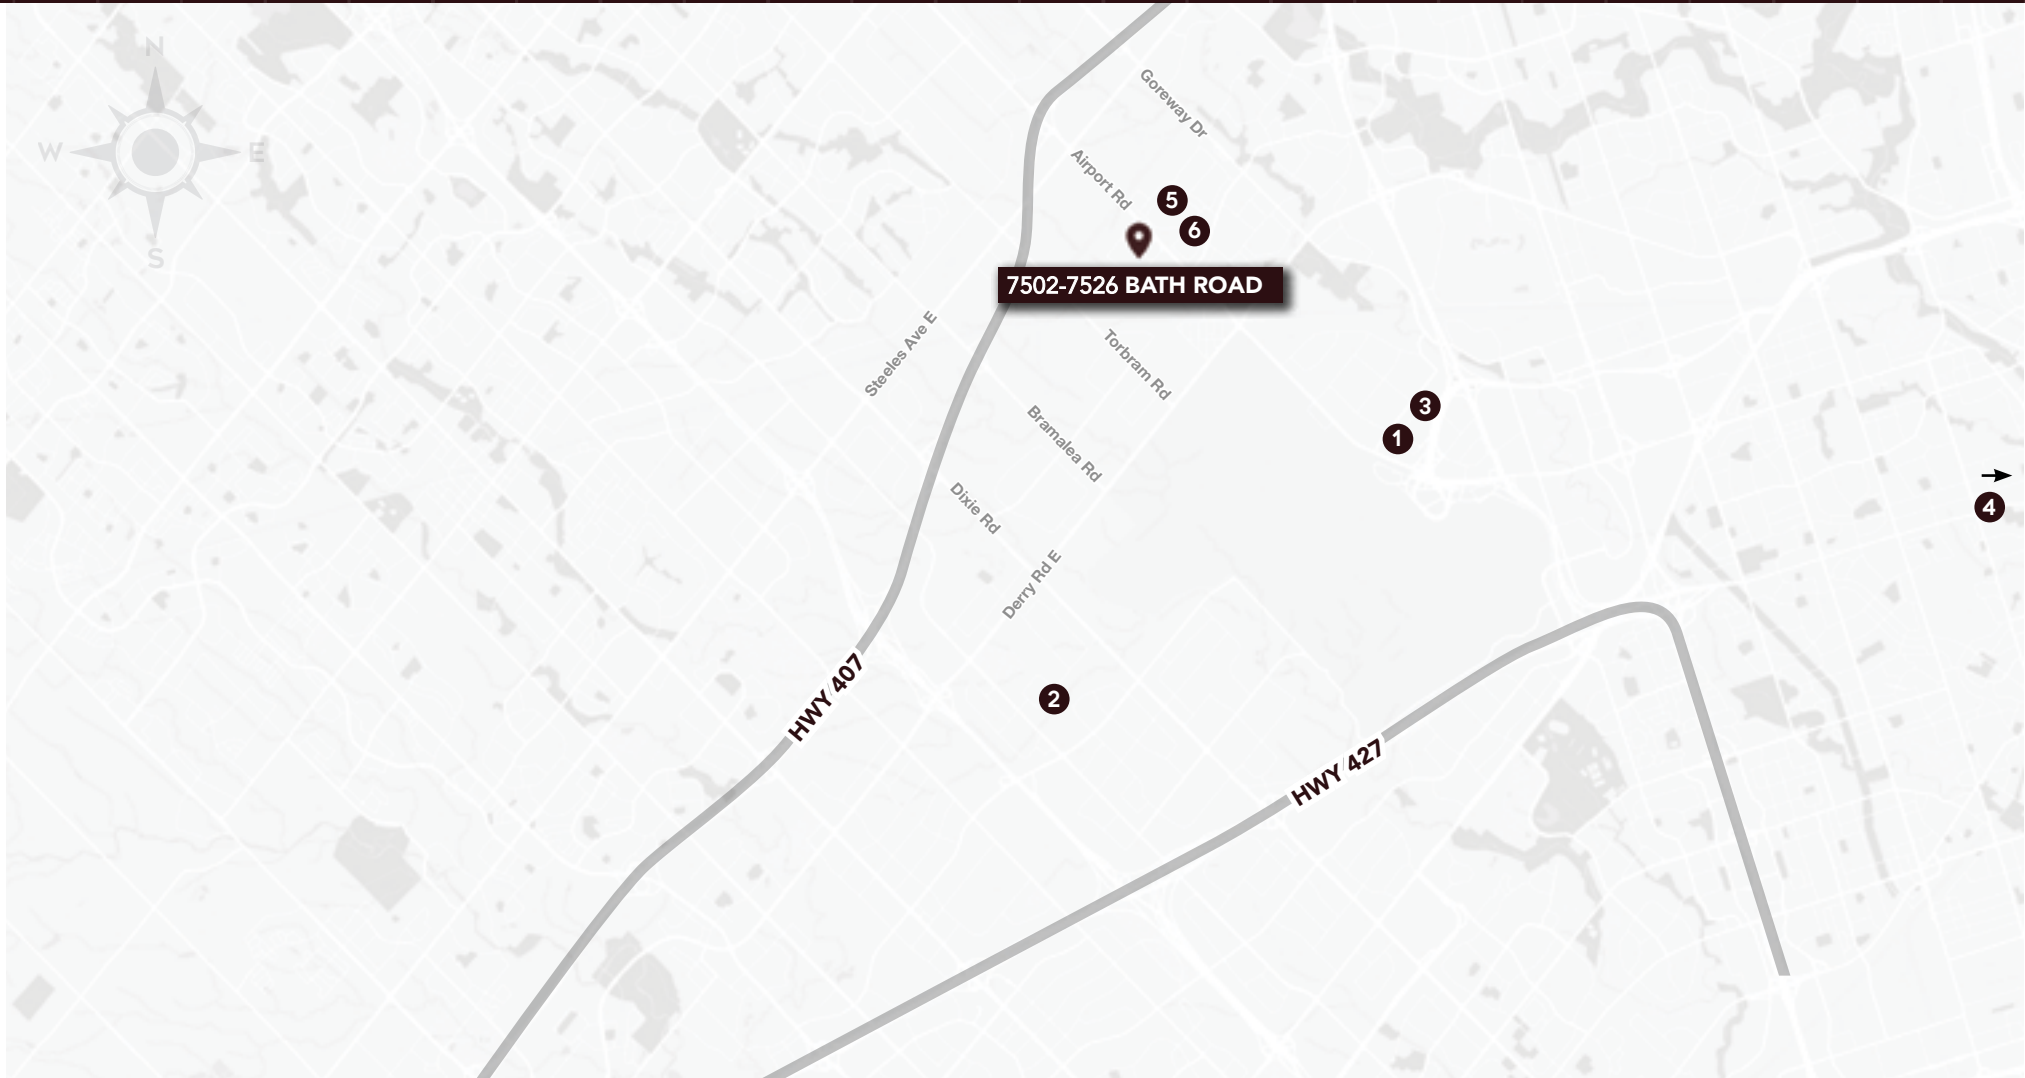 N
W
E
S
Goreway Dr
Airport Rd
5
6
7502-7526 BATH ROAD
Steeles Ave E
Torbram Rd
3
1
Bramalea Rd
4
Dixie Rd
Derry Rd E
HWY 407
2
HWY 427